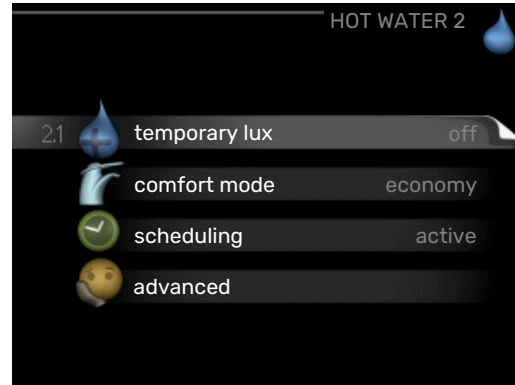 HOT WATER 2
2.1 temporary lux off
comfort mode economy
scheduling active
advanced